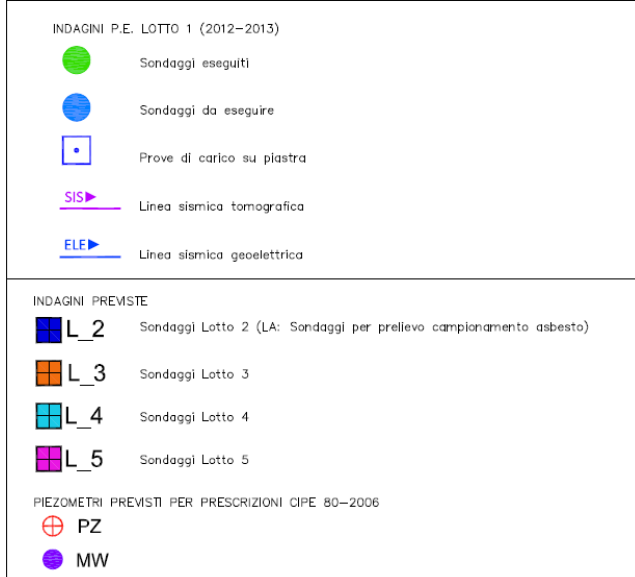 INDAGINI P.E. LOTTO 1 (2012-2013)
Sondaggi eseguiti
Sondaggi da eseguire
Prove di carico su piastra
SIS Linea sismica tomografica
ELE Linea sismica geoelettrica
INDAGINI PREVISTE
L_2 Sondaggi Lotto 2 (LA: Sondaggi per prelievo campionamento asbesto)
L_3 Sondaggi Lotto 3
L_4 Sondaggi Lotto 4
L_5 Sondaggi Lotto 5
PIEZOMETRI PREVISTI PER PRESCRIZIONI CIPE 80-2006
PZ
MW